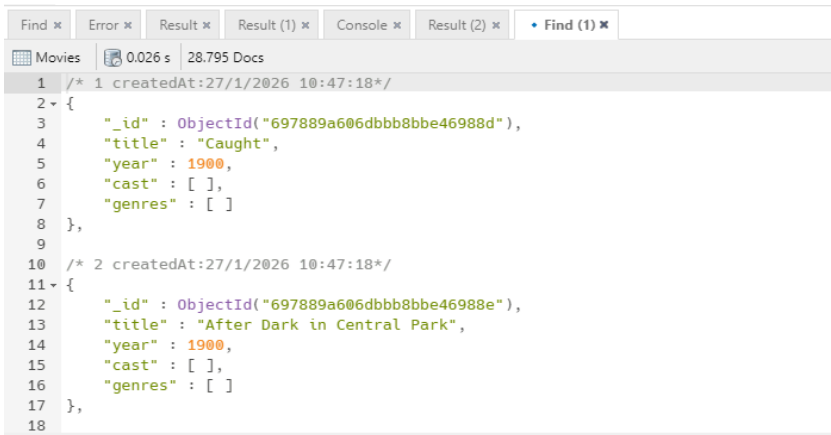 Find × Error × Result × Result (1) × Console × Result (2) × Find (1) ×
Movies 0.026 s 28.795 Docs
1 /* 1 createdAt:27/1/2026 10:47:18*/
2 {
3 "_id" : ObjectId("697889a606dbbb8bbe46988d"),
4 "title" : "Caught",
5 "year" : 1900,
6 "cast" : [ ],
7 "genres" : [ ]
8 },
9
10 /* 2 createdAt:27/1/2026 10:47:18*/
11 {
12 "_id" : ObjectId("697889a606dbbb8bbe46988e"),
13 "title" : "After Dark in Central Park",
14 "year" : 1900,
15 "cast" : [ ],
16 "genres" : [ ]
17 },
18